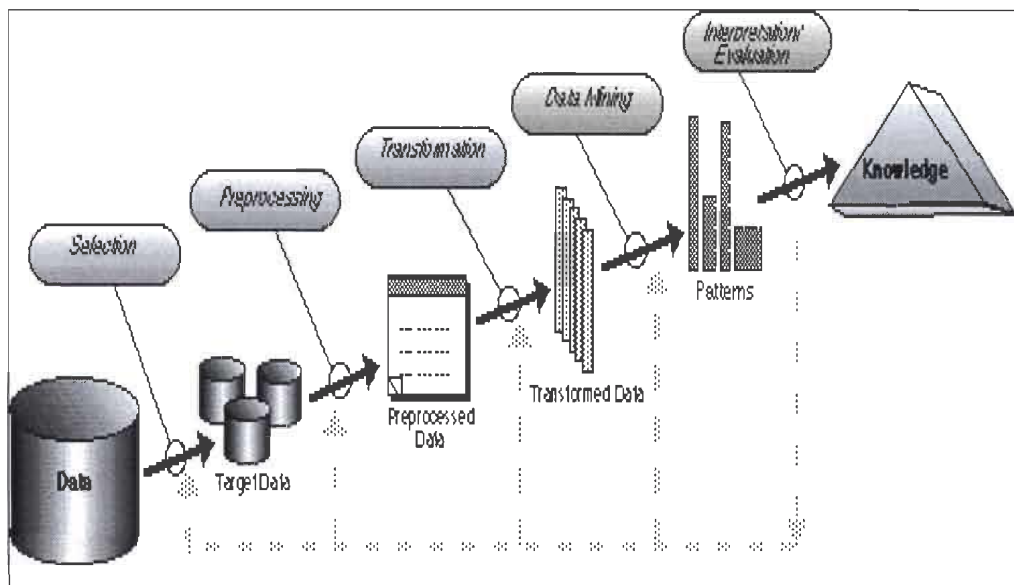 Interpretation/
Evaluation
Data Mining
Transformation
Preprocessing
Selection
Knowledge
Patterns
Transformed Data
Preprocessed
Data
Target Data
Data